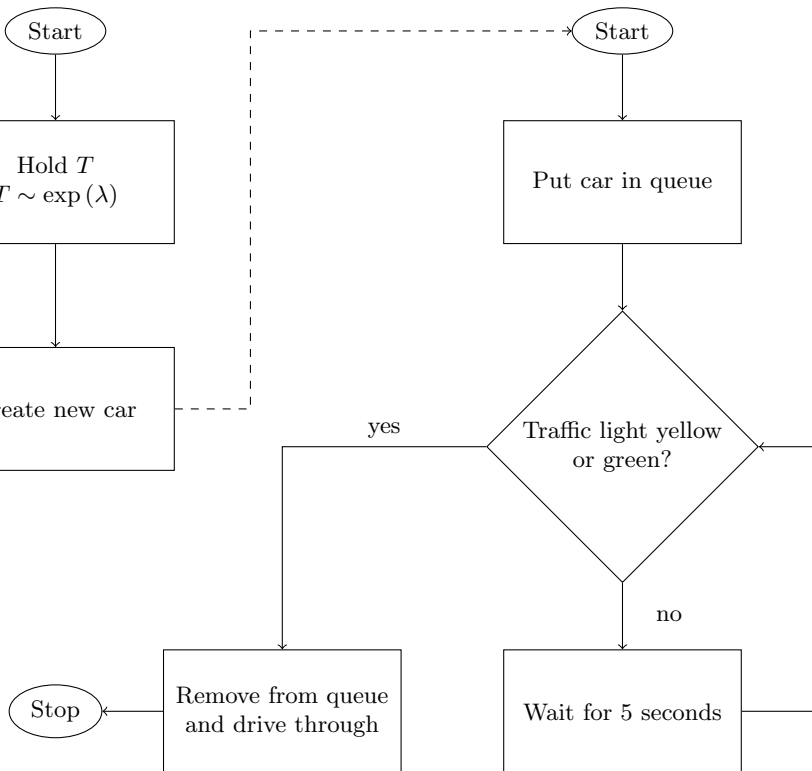 Start
Hold T
T ∼ exp (λ)
reate new car
Start
Put car in queue
Traffic light yellow
or green?
yes
no
Remove from queue
and drive through
Stop
Wait for 5 seconds